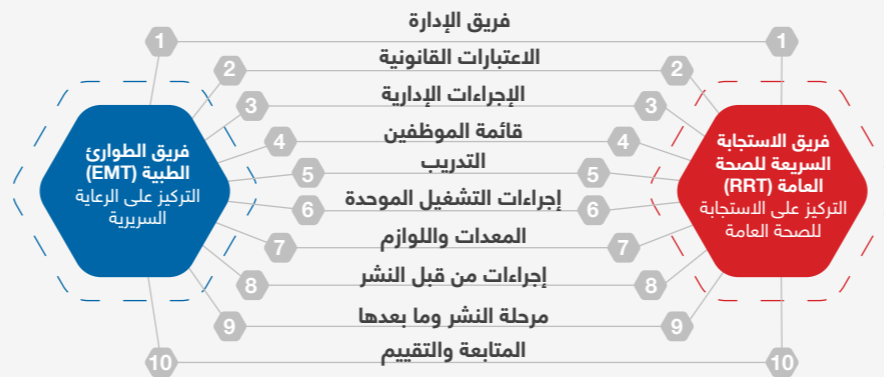 فريق الإدارة
1
1
الاعتبارات القانونية
2
2
الإجراءات الإدارية
3
3
قائمة الموظفين
4
4
التدريب
5
5
إجراءات التشغيل الموحدة
6
6
المعدات واللوازم
7
7
إجراءات من قبل النشر
8
8
مرحلة النشر وما بعدها
9
9
المتابعة والتقييم
10
10
فريق الاستجابة
السريعة للصحة
العامة (RRT)
التركيز على الاستجابة
للصحة العامة
فريق الطوارئ
الطبية (EMT)
التركيز على الرعاية
السريرية